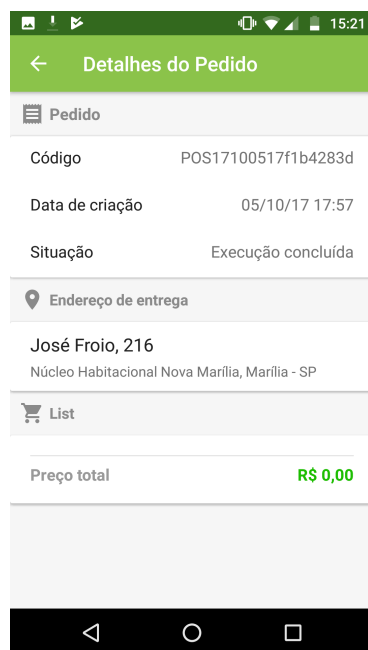 15:21
Detalhes do Pedido
Pedido
Código POS17100517f1b4283d
Data de criação 05/10/17 17:57
Situação Execução concluída
Endereço de entrega
José Froio, 216
Núcleo Habitacional Nova Marília, Marília - SP
List
Preço total R$ 0,00